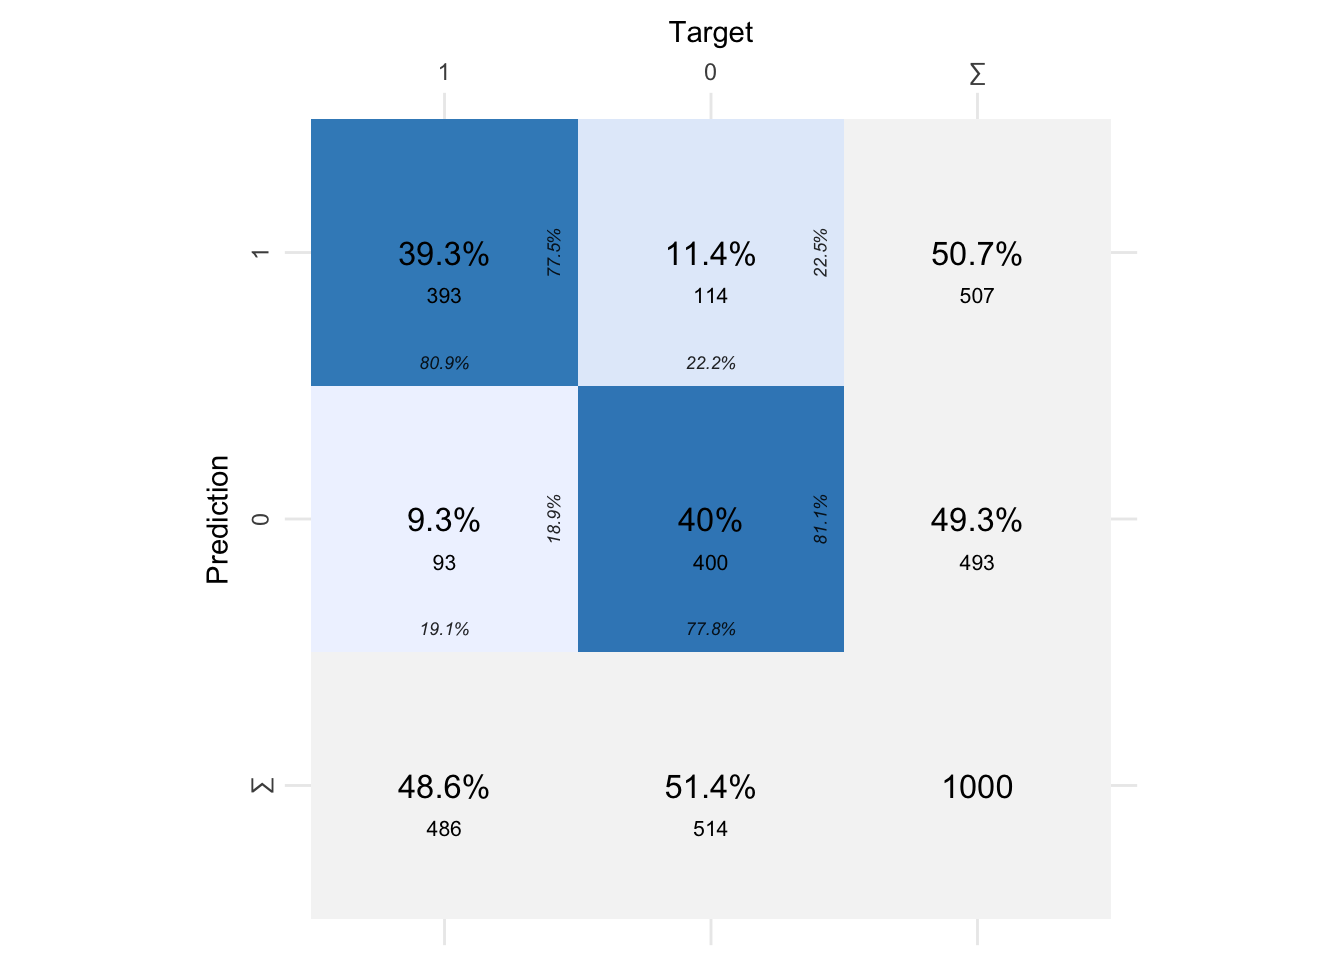 Target
1 0 ∑
1
39.3% 77.5% 11.4% 22.5% 50.7%
393 114 507
80.9% 22.2%
Prediction
0
9.3% 18.9% 40% 81.1% 49.3%
93 400 493
19.1% 77.8%
∑
48.6% 51.4% 1000
486 514